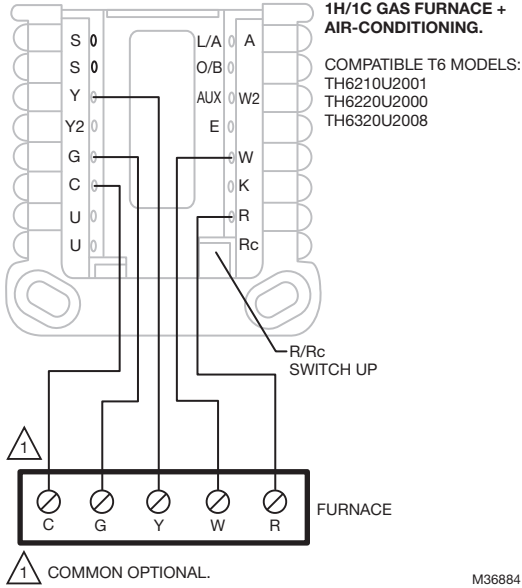 1H/1C GAS FURNACE +
AIR-CONDITIONING.
COMPATIBLE T6 MODELS:
TH6210U2001
TH6220U2000
TH6320U2008
S L/A A
S O/B
Y AUX W2
Y2 E
G W
C K
U R
U Rc
R/Rc
SWITCH UP
1
C G Y W R
FURNACE
1 COMMON OPTIONAL.
M36884